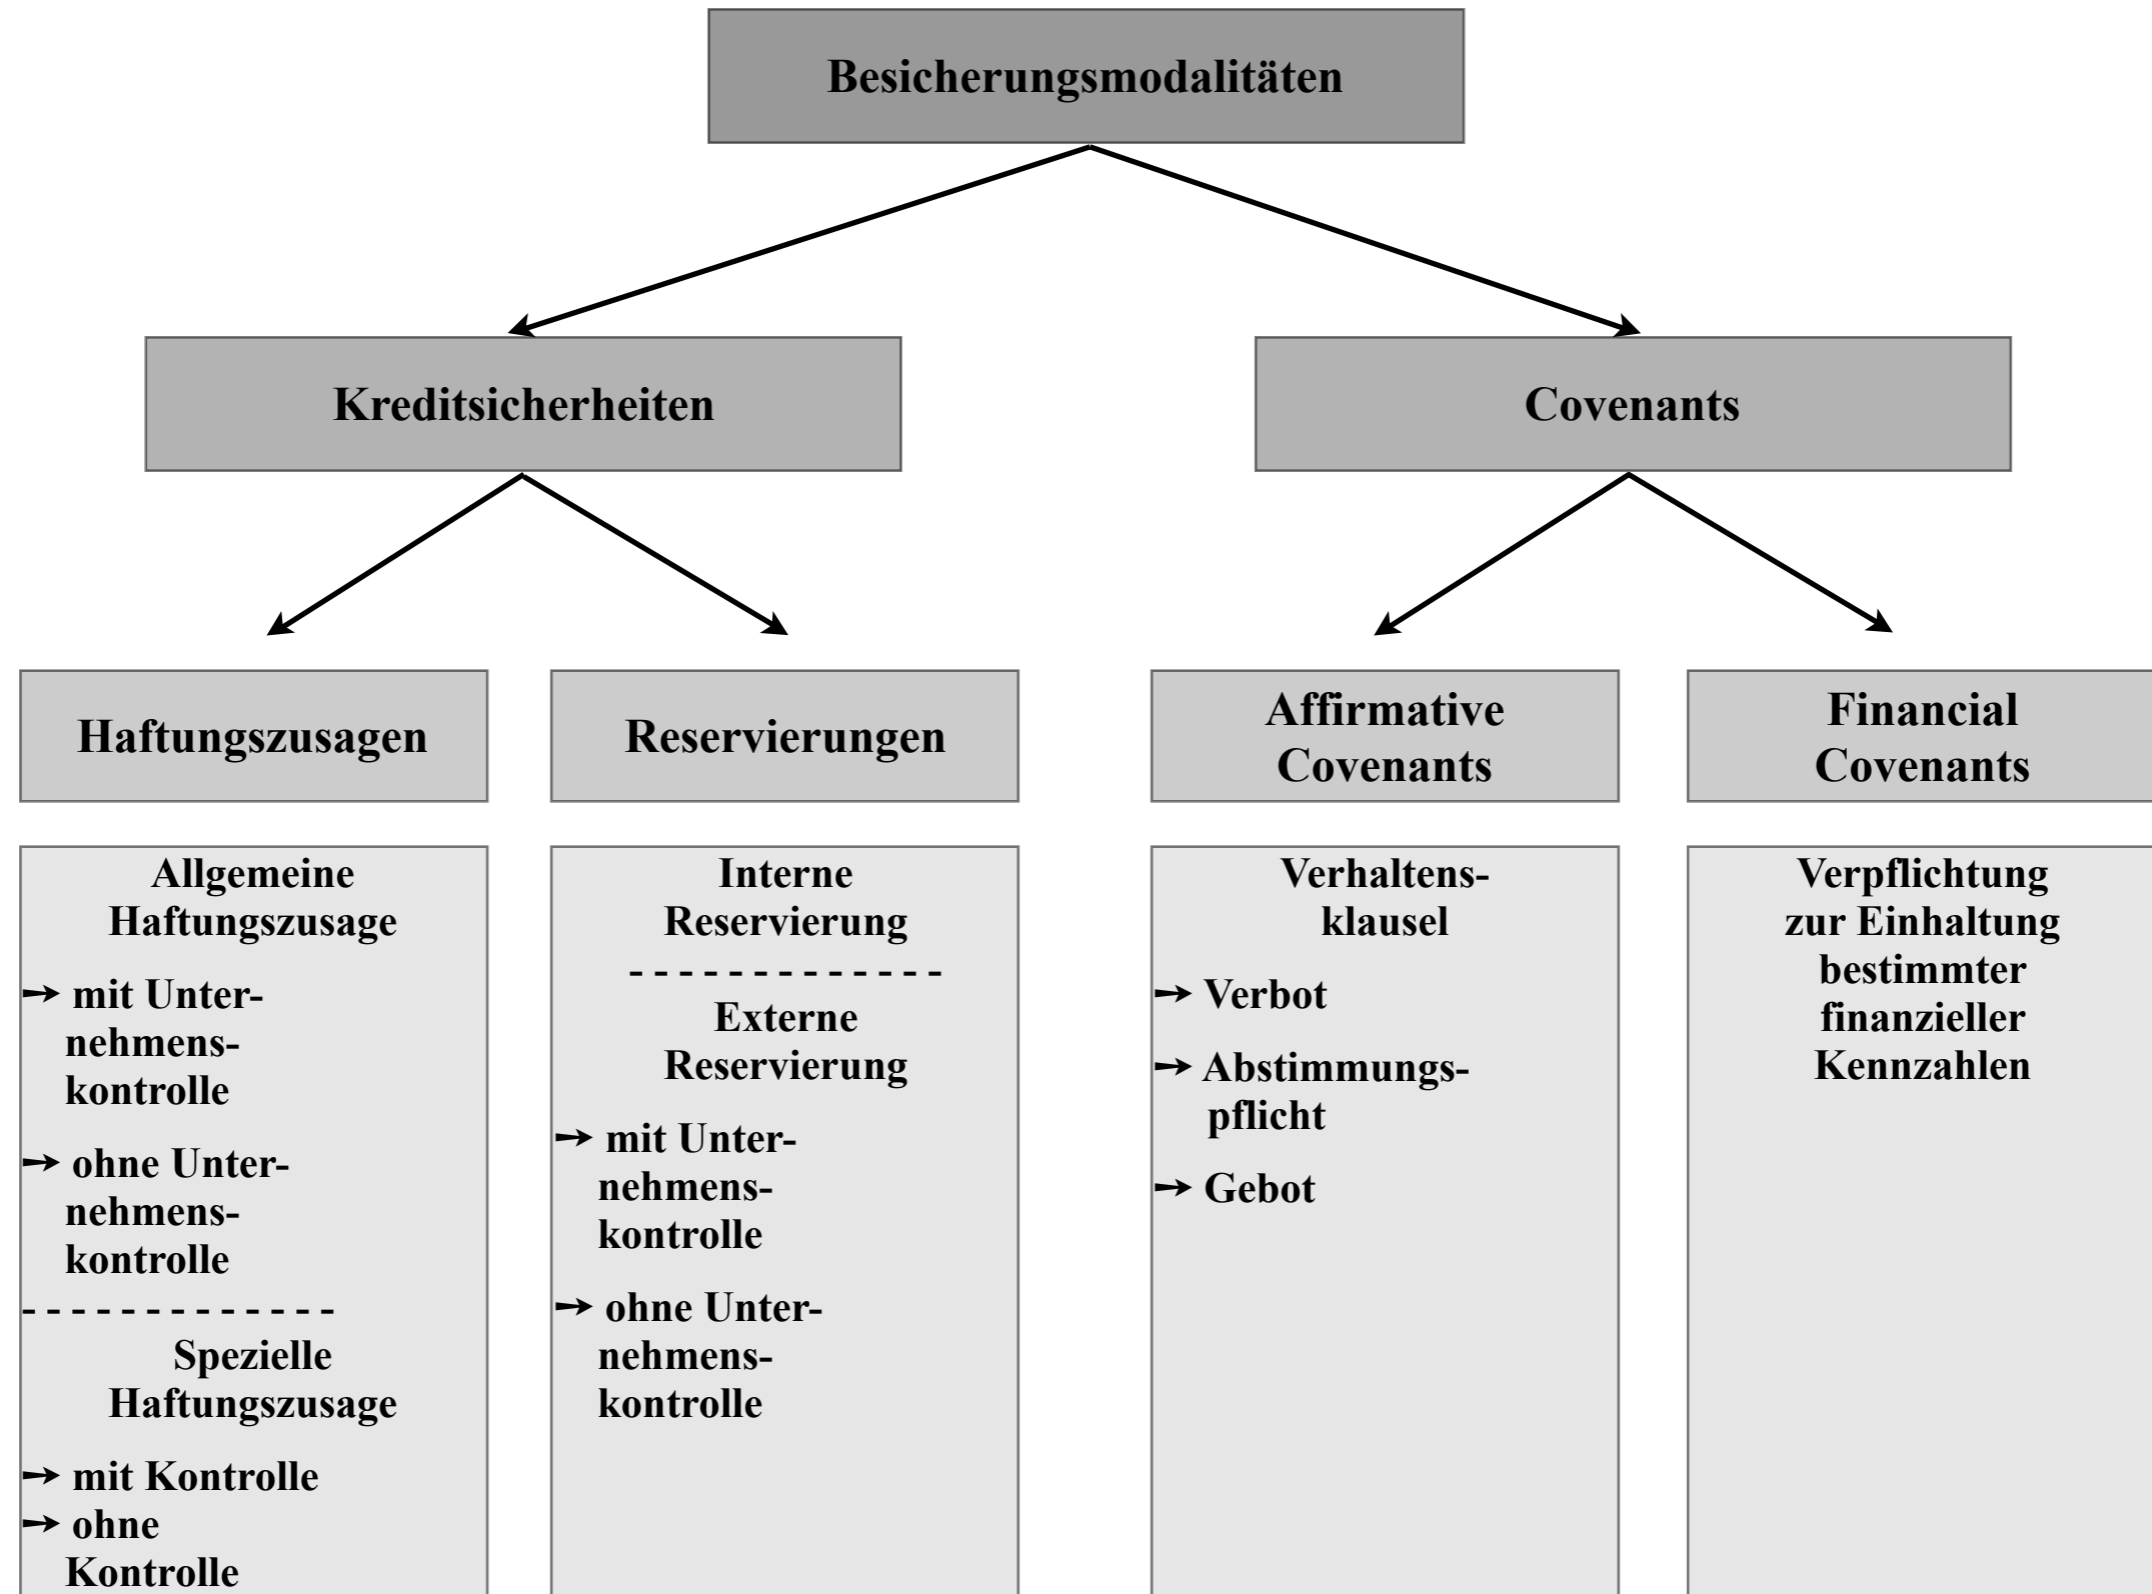 Besicherungsmodalitäten
Kreditsicherheiten
Covenants
Haftungszusagen
Reservierungen
Affirmative
Covenants
Financial
Covenants
Allgemeine
Haftungszusage
mit Unter-
nehmens-
kontrolle
ohne Unter-
nehmens-
kontrolle
- - - - - - - - - - - - -
Spezielle
Haftungszusage
mit Kontrolle
ohne
Kontrolle
Interne
Reservierung
- - - - - - - - - - - - -
Externe
Reservierung
mit Unter-
nehmens-
kontrolle
ohne Unter-
nehmens-
kontrolle
Verhaltens-
klausel
Verbot
Abstimmungs-
pflicht
Gebot
Verpflichtung
zur Einhaltung
bestimmter
finanzieller
Kennzahlen